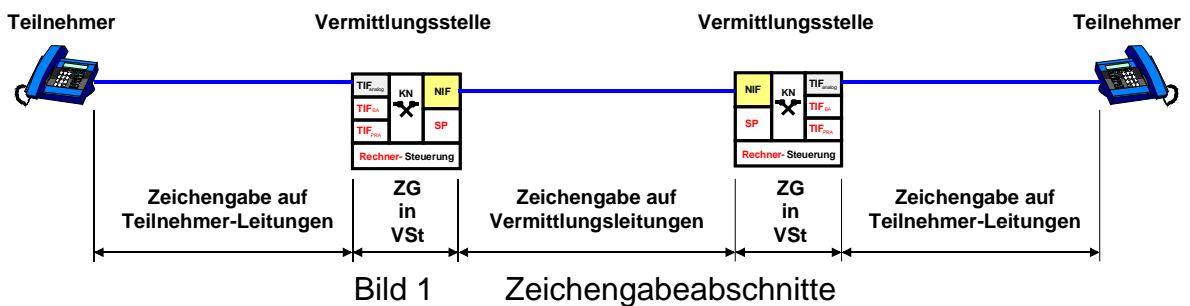 Teilnehmer Vermittlungsstelle Vermittlungsstelle Teilnehmer
TIFanalog KN NIF
TIFBA
TIFPRA SP
Rechner- Steuerung
NIF KN TIFanalog
SP TIFBA
TIFPRA
Rechner- Steuerung
Zeichengabe auf
Teilnehmer-Leitungen
ZG
in
VSt
Zeichengabe auf
Vermittlungsleitungen
ZG
in
VSt
Zeichengabe auf
Teilnehmer-Leitungen
Bild 1 Zeichengabeabschnitte